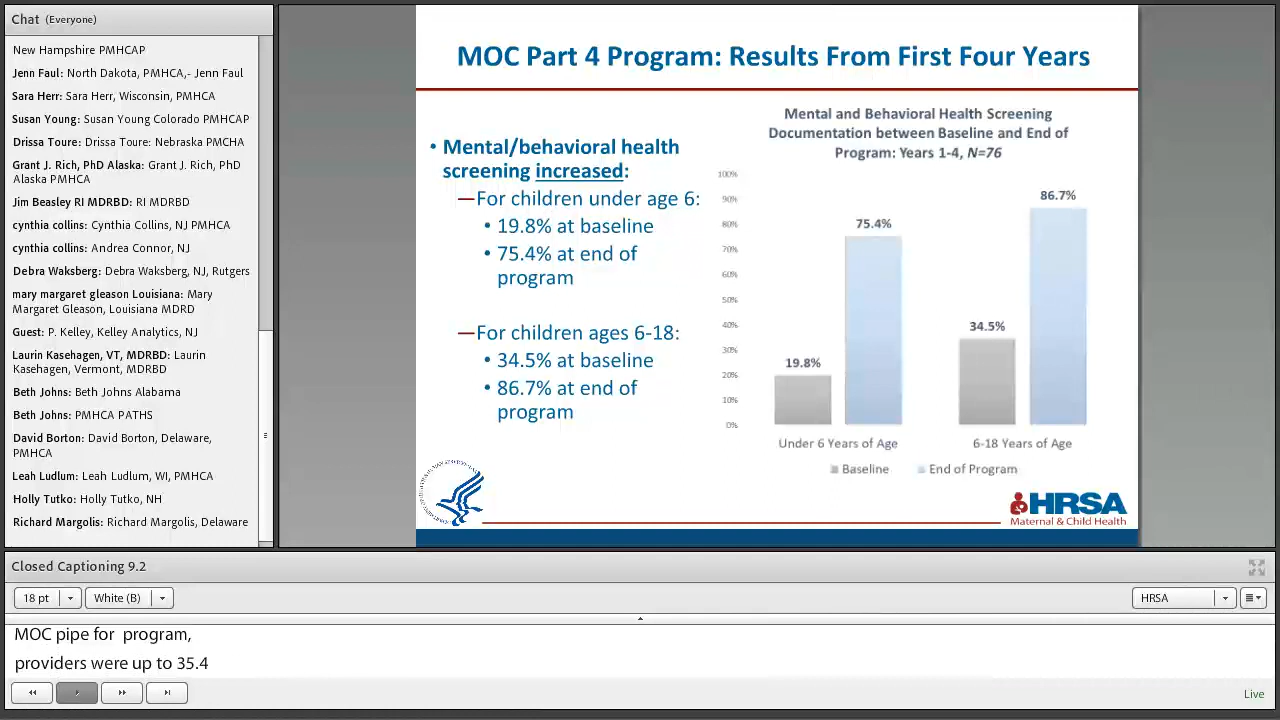 Chat (Everyone)
New Hampshire PMHCAP
Jenn Faul: North Dakota, PMHCA,- Jenn Faul
Sara Herr: Sara Herr, Wisconsin, PMHCA
Susan Young: Susan Young Colorado PMHCAP
Drissa Toure: Drissa Toure: Nebraska PMCHA
Grant J. Rich, PhD Alaska: Grant J. Rich, PhD
Alaska PMHCA
Jim Beasley RI MDRBD: RI MDRBD
cynthia collins: Cynthia Collins, NJ PMHCA
cynthia collins: Andrea Connor, NJ
Debra Waksberg: Debra Waksberg, NJ, Rutgers
mary margaret gleason Louisiana: Mary
Margaret Gleason, Louisiana MDRD
Guest: P. Kelley, Kelley Analytics, NJ
Laurin Kasehagen, VT, MDRBD: Laurin
Kasehagen, Vermont, MDRBD
Beth Johns: Beth Johns Alabama
Beth Johns: PMHCA PATHS
David Borton: David Borton, Delaware,
PMHCA
Leah Ludlum: Leah Ludlum, WI, PMHCA
Holly Tutko: Holly Tutko, NH
Richard Margolis: Richard Margolis, Delaware
MOC Part 4 Program: Results From First Four Years
• Mental/behavioral health
screening increased:
—For children under age 6:
• 19.8% at baseline
• 75.4% at end of
program
—For children ages 6-18:
• 34.5% at baseline
• 86.7% at end of
program
Mental and Behavioral Health Screening
Documentation between Baseline and End of
Program: Years 1-4, N=76
100%
90%
80%
70%
60%
50%
40%
30%
20%
10%
0%
19.8%
75.4%
34.5%
86.7%
Under 6 Years of Age
6-18 Years of Age
Baseline
End of Program
HRSA
Maternal & Child Health
Closed Captioning 9.2
18 pt
White (B)
HRSA
MOC pipe for  program,
providers were up to 35.4
Live